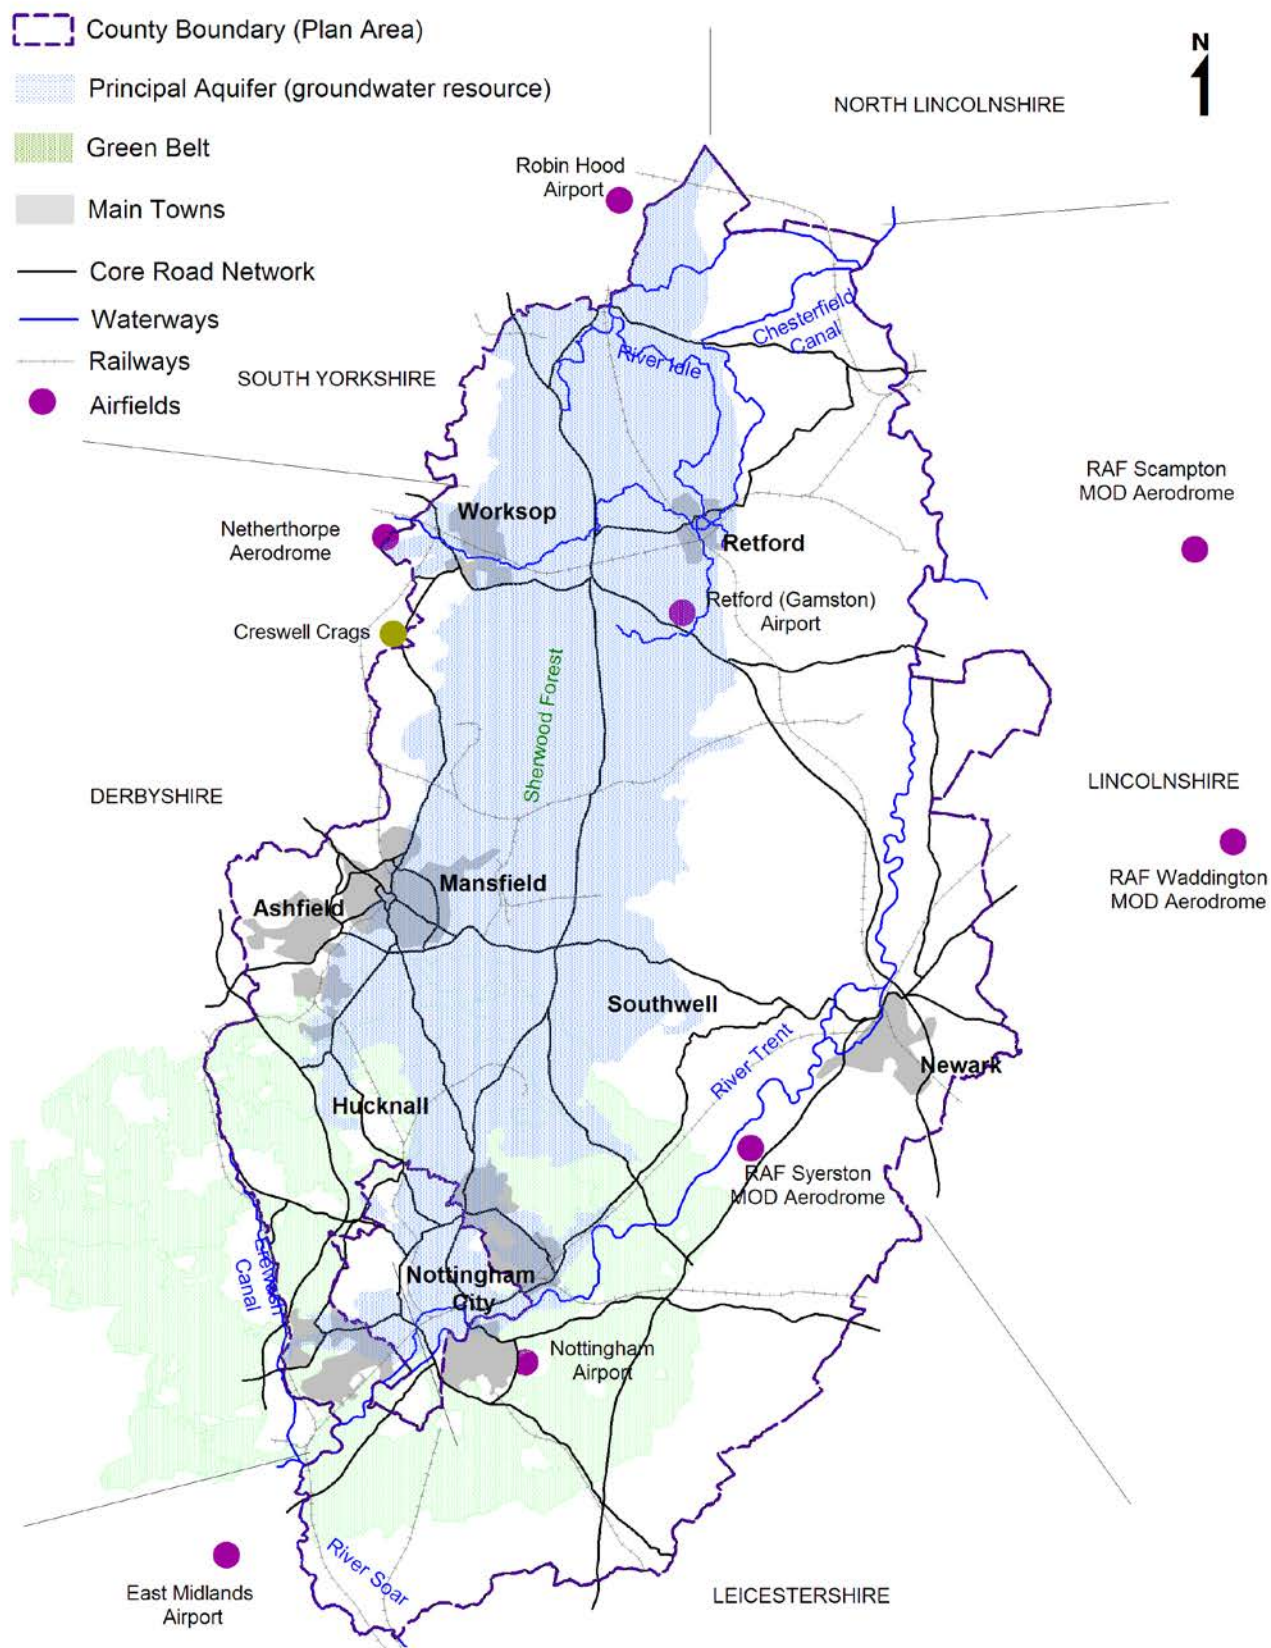 County Boundary (Plan Area)
Principal Aquifer (groundwater resource)
Green Belt
Main Towns
Core Road Network
Waterways
Railways
Airfields
N
NORTH LINCOLNSHIRE
Robin Hood
Airport
Chesterfield
Canal
River Idle
SOUTH YORKSHIRE
RAF Scampton
MOD Aerodrome
Worksop
Netherthorpe
Aerodrome
Retford
Retford (Gamston)
Airport
Creswell Crags
Sherwood Forest
DERBYSHIRE
LINCOLNSHIRE
RAF Waddington
MOD Aerodrome
Mansfield
Ashfield
Southwell
River Trent
Newark
Hucknall
RAF Syerston
MOD Aerodrome
Erewash
Canal
Nottingham
City
Nottingham
Airport
River Soar
East Midlands
Airport
LEICESTERSHIRE